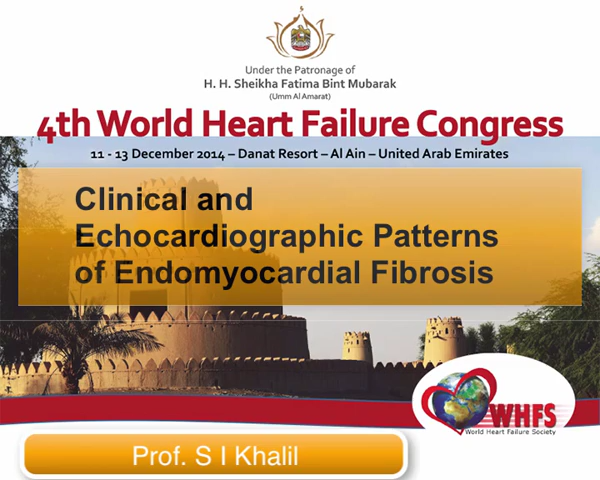 Under the Patronage of
H. H. Sheikha Fatima Bint Mubarak
(Umm Al Amarat)
4th World Heart Failure Congress
11 - 13 December 2014 – Danat Resort – Al Ain – United Arab Emirates
Clinical and
Echocardiographic Patterns
of Endomyocardial Fibrosis
WHFS
World Heart Failure Society
Prof. S I Khalil